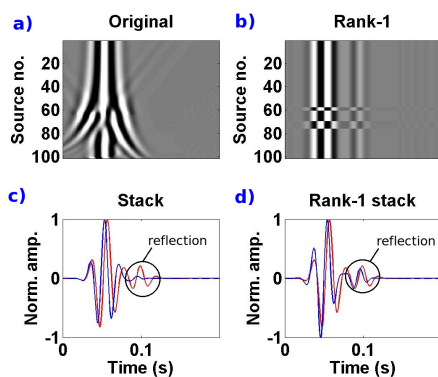 a) Original
b) Rank-1
Source no.
20
40
60
80
100
Source no.
20
40
60
80
100
c) Stack
d) Rank-1 stack
Norm. amp.
1
0
-1
reflection
0
0.1
Time (s)
Norm. amp.
1
0
-1
reflection
0
0.1
Time (s)